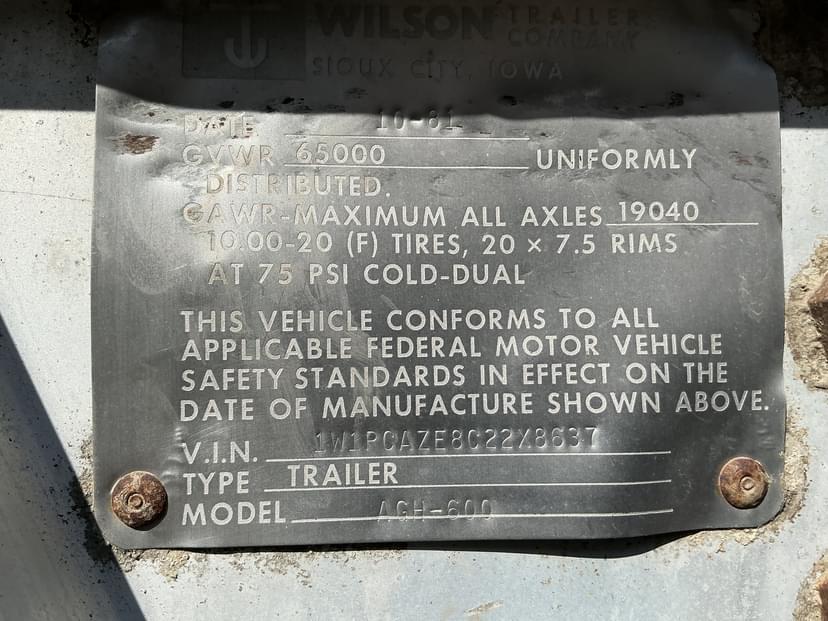 WILSON TRAILER
COMPANY
SIOUX CITY, IOWA
DATE 10-81
GVWR 65000 UNIFORMLY
DISTRIBUTED.
GAWR-MAXIMUM ALL AXLES 19040
10.00-20 (F) TIRES, 20 × 7.5 RIMS
AT 75 PSI COLD-DUAL
THIS VEHICLE CONFORMS TO ALL
APPLICABLE FEDERAL MOTOR VEHICLE
SAFETY STANDARDS IN EFFECT ON THE
DATE OF MANUFACTURE SHOWN ABOVE.
V.I.N. 1W1PCAZE8C22X8637
TYPE TRAILER
MODEL AGH-600